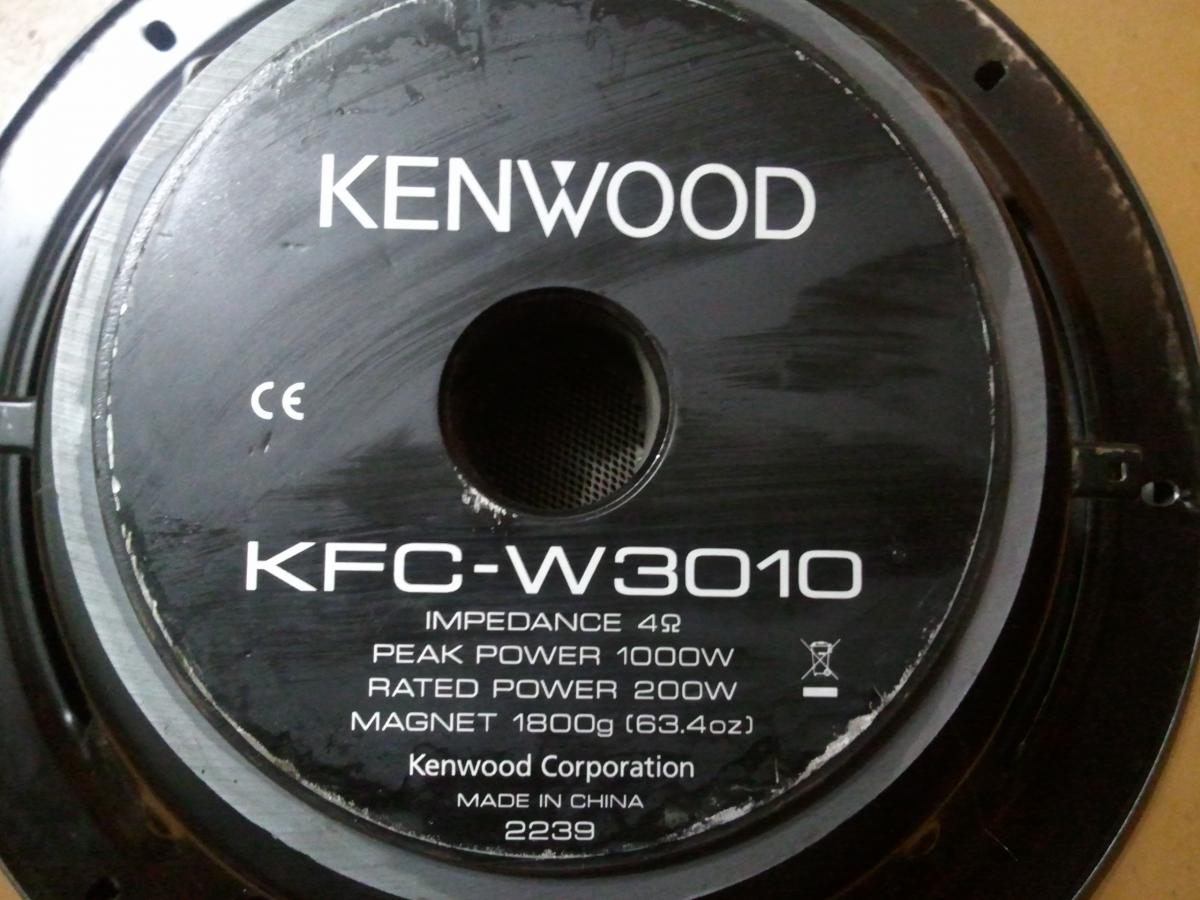 KENWOOD
CE
KFC-W3010
IMPEDANCE 4Ω
PEAK POWER 1000W
RATED POWER 200W
MAGNET 1800g (63.4oz)
Kenwood Corporation
MADE IN CHINA
2239